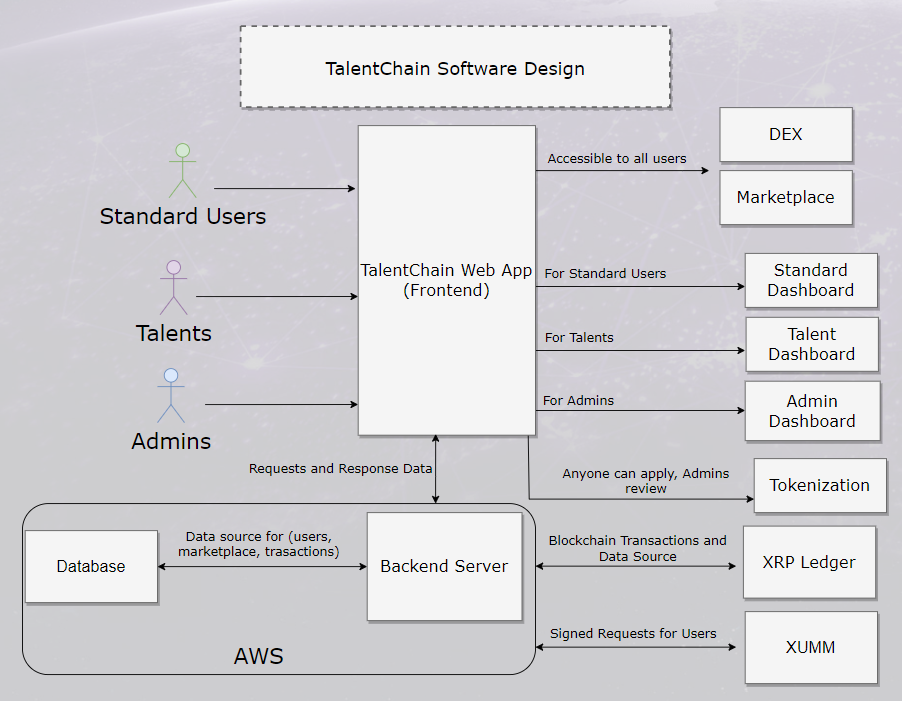 TalentChain Software Design
DEX
Accessible to all users
Marketplace
Standard Users
TalentChain Web App
(Frontend)
For Standard Users
Standard
Dashboard
Talents
For Talents
Talent
Dashboard
For Admins
Admin
Dashboard
Admins
Requests and Response Data
Anyone can apply, Admins
review
Tokenization
Data source for (users,
marketplace, trasactions)
Database
Backend Server
Blockchain Transactions and
Data Source
XRP Ledger
Signed Requests for Users
XUMM
AWS